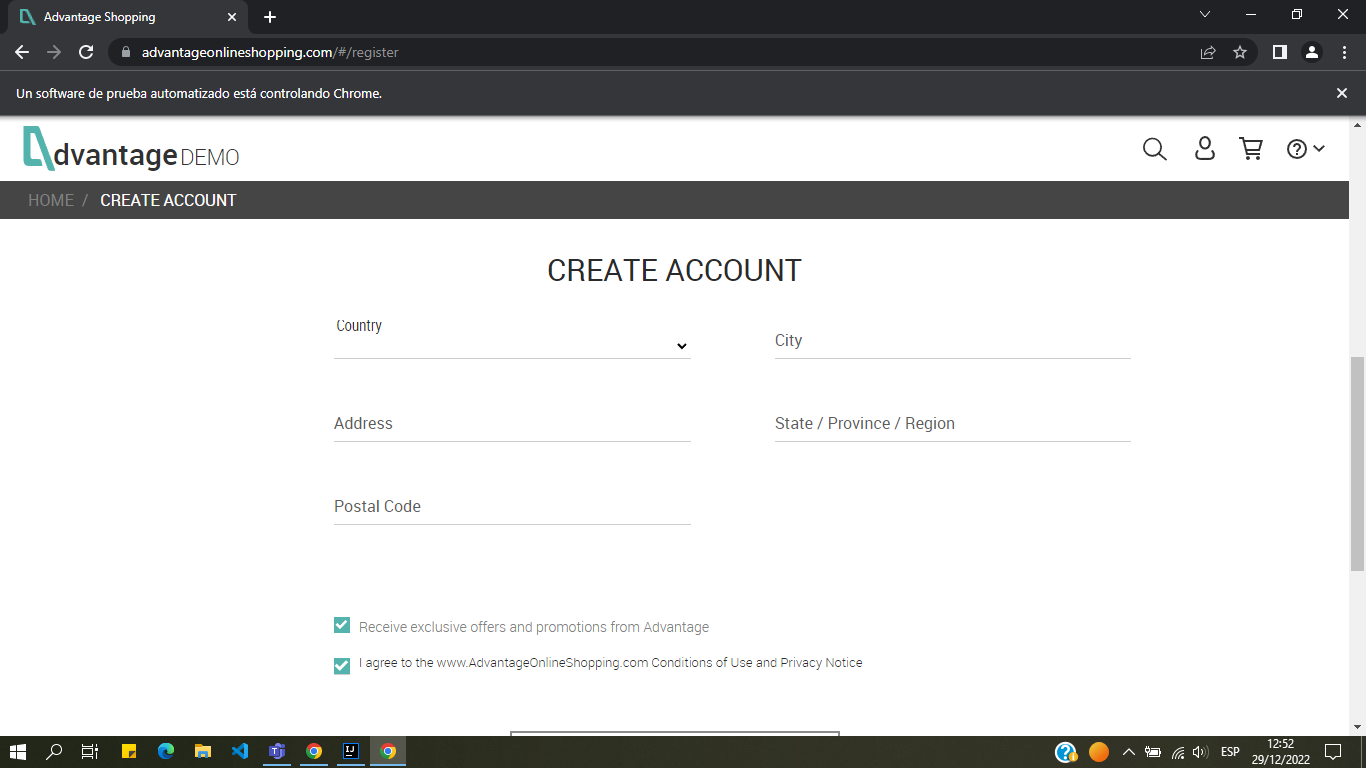 Advantage Shopping
advantageonlineshopping.com/#/register
Un software de prueba automatizado está controlando Chrome.
dvantage DEMO
HOME / CREATE ACCOUNT
CREATE ACCOUNT
Country
City
Address
State / Province / Region
Postal Code
Receive exclusive offers and promotions from Advantage
I agree to the www.AdvantageOnlineShopping.com Conditions of Use and Privacy Notice
ESP
12:52
29/12/2022